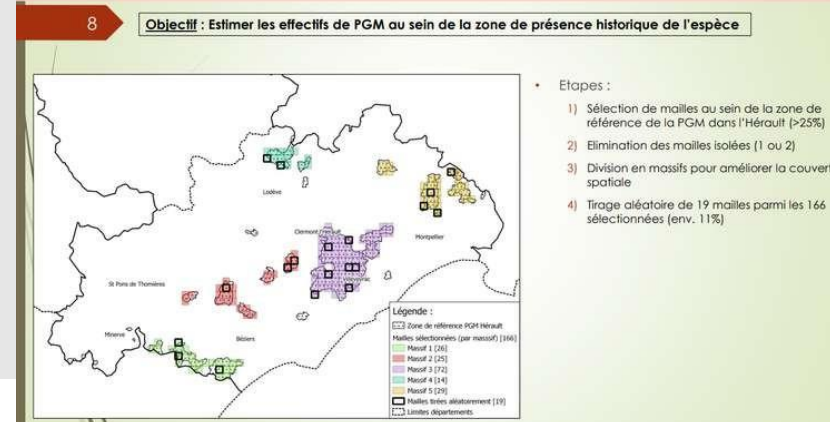 8
Objectif : Estimer les effectifs de PGM au sein de la zone de présence historique de l'espèce
• Etapes :
1) Sélection de mailles au sein de la zone de
référence de la PGM dans l'Hérault (>25%)
2) Elimination des mailles isolées (1 ou 2)
3) Division en massifs pour améliorer la couvert
spatiale
4) Tirage aléatoire de 19 mailles parmi les 166
sélectionnées (env. 11%)
Lodève
Clermont l'Hérault
Montpellier
St Pons de Thomières
Minerve
Béziers
Légende :
Zone de référence PGM Hérault
Mailles sélectionnées (par massif) [166]
Massif 1 [26]
Massif 2 [25]
Massif 3 [72]
Massif 4 [14]
Massif 5 [29]
Mailles tirées aléatoirement [19]
Limites départements